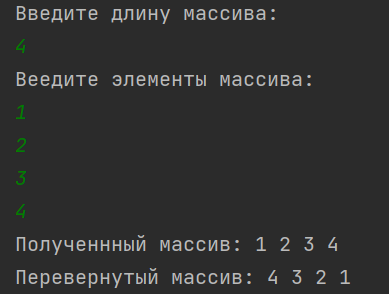 Введите длину массива:
4
Веедите элементы массива:
1
2
3
4
Полученнный массив: 1 2 3 4
Перевернутый массив: 4 3 2 1